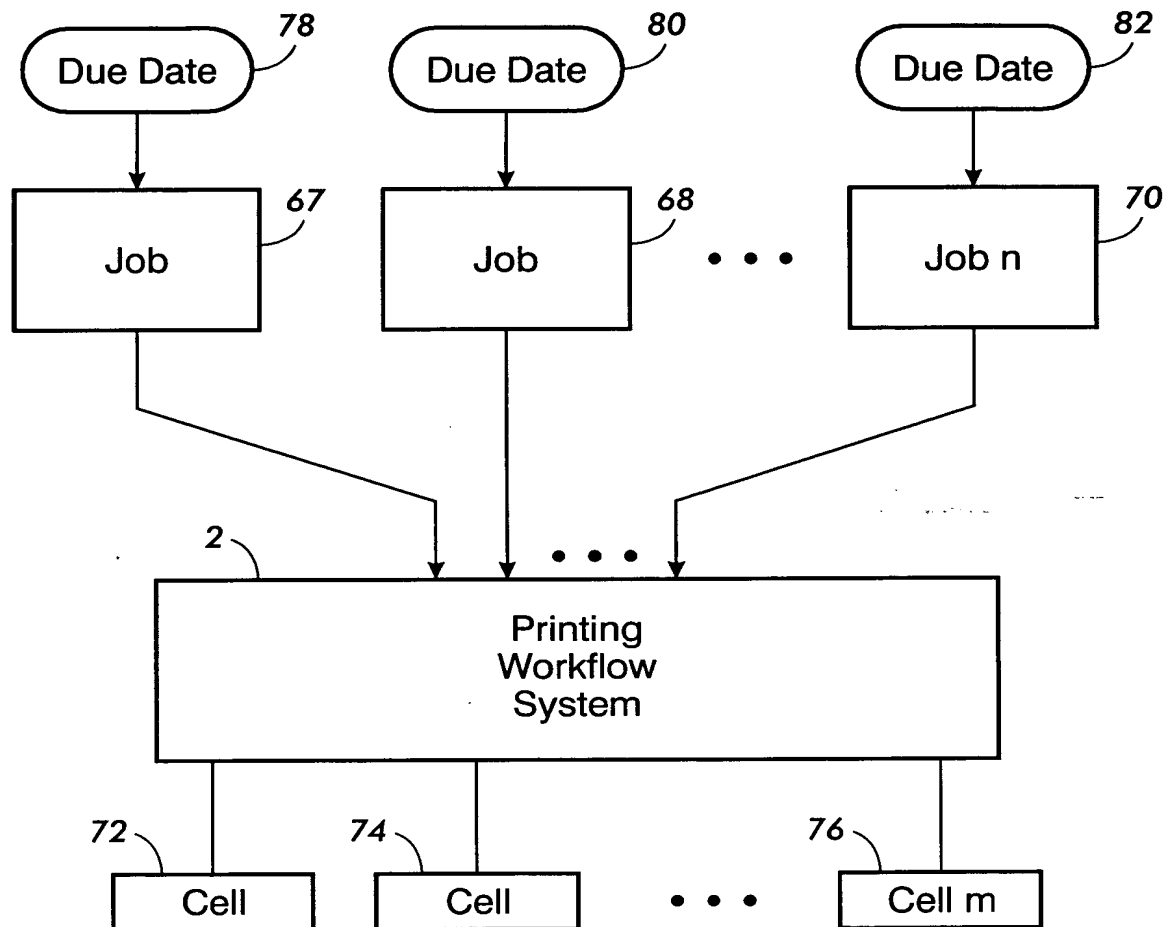 78
80
82
Due Date
Due Date
Due Date
67
68
70
Job
Job
Job n
2
Printing
Workflow
System
72
74
76
Cell
Cell
Cell m